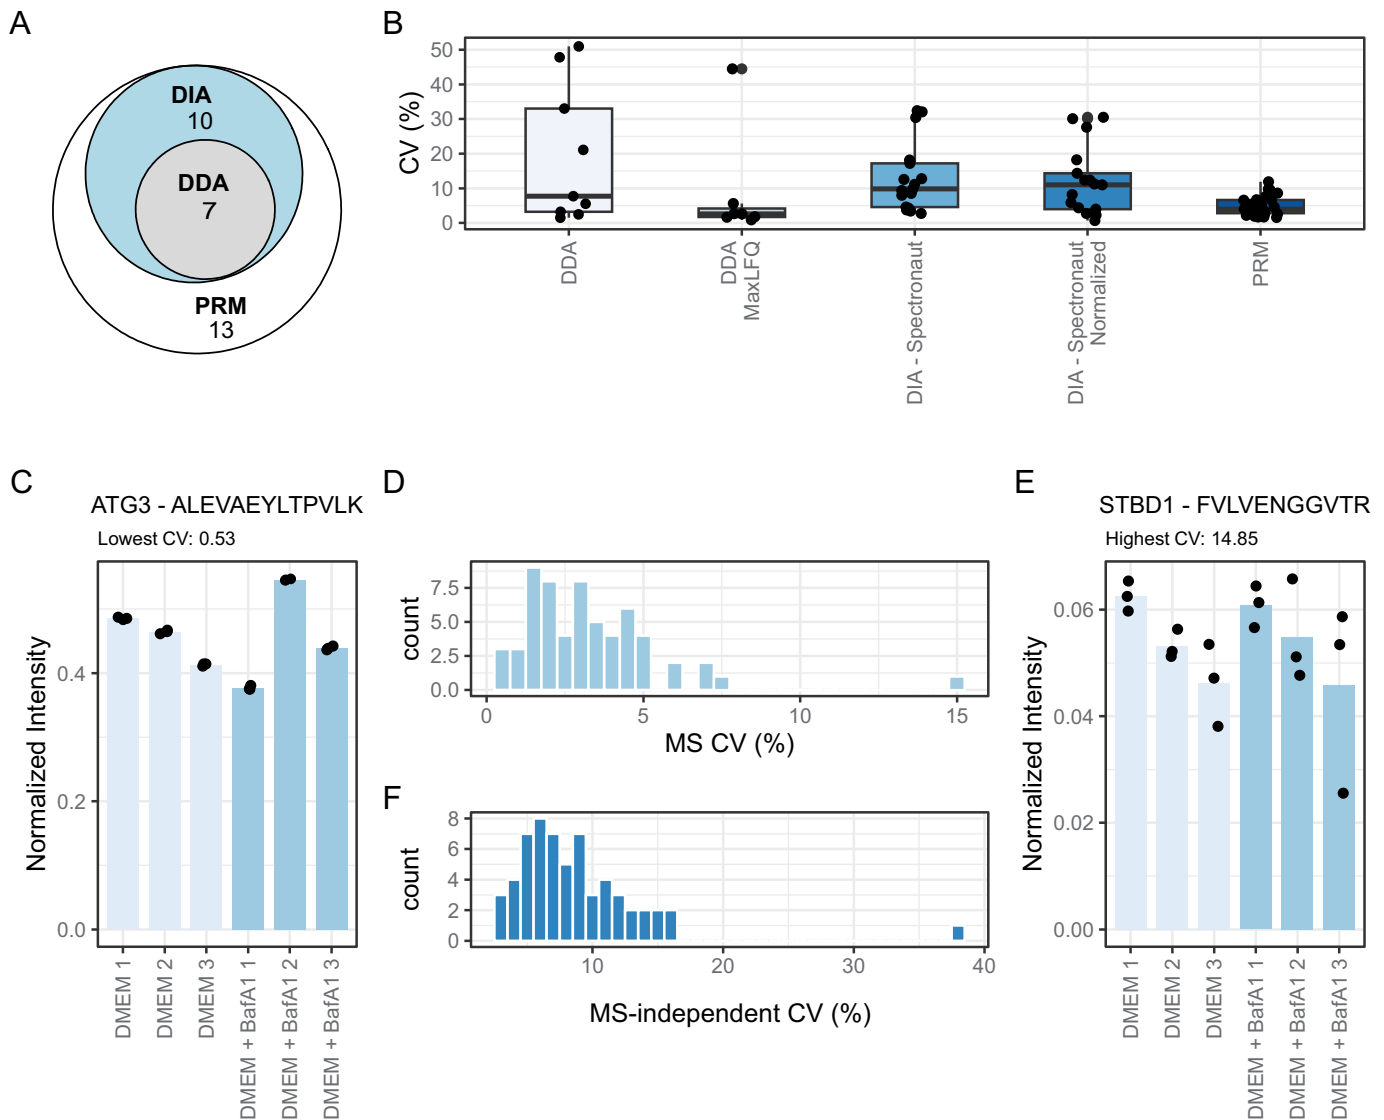 A
DIA
10
DDA
7
PRM
13
B
CV (%)
50
40
30
20
10
0
DDA
DDA
MaxLFQ
DIA - Spectronaut
DIA - Spectronaut
Normalized
PRM
C
ATG3 - ALEVAEYLTPVLK
Lowest CV: 0.53
Normalized Intensity
0.4
0.2
0.0
DMEM 1
DMEM 2
DMEM 3
DMEM + BafA1 1
DMEM + BafA1 2
DMEM + BafA1 3
D
count
7.5
5.0
2.5
0.0
0
5
10
15
MS CV (%)
F
count
8
6
4
2
0
10
20
30
40
MS-independent CV (%)
E
STBD1 - FVLVENGGVTR
Highest CV: 14.85
Normalized Intensity
0.06
0.04
0.02
0.00
DMEM 1
DMEM 2
DMEM 3
DMEM + BafA1 1
DMEM + BafA1 2
DMEM + BafA1 3